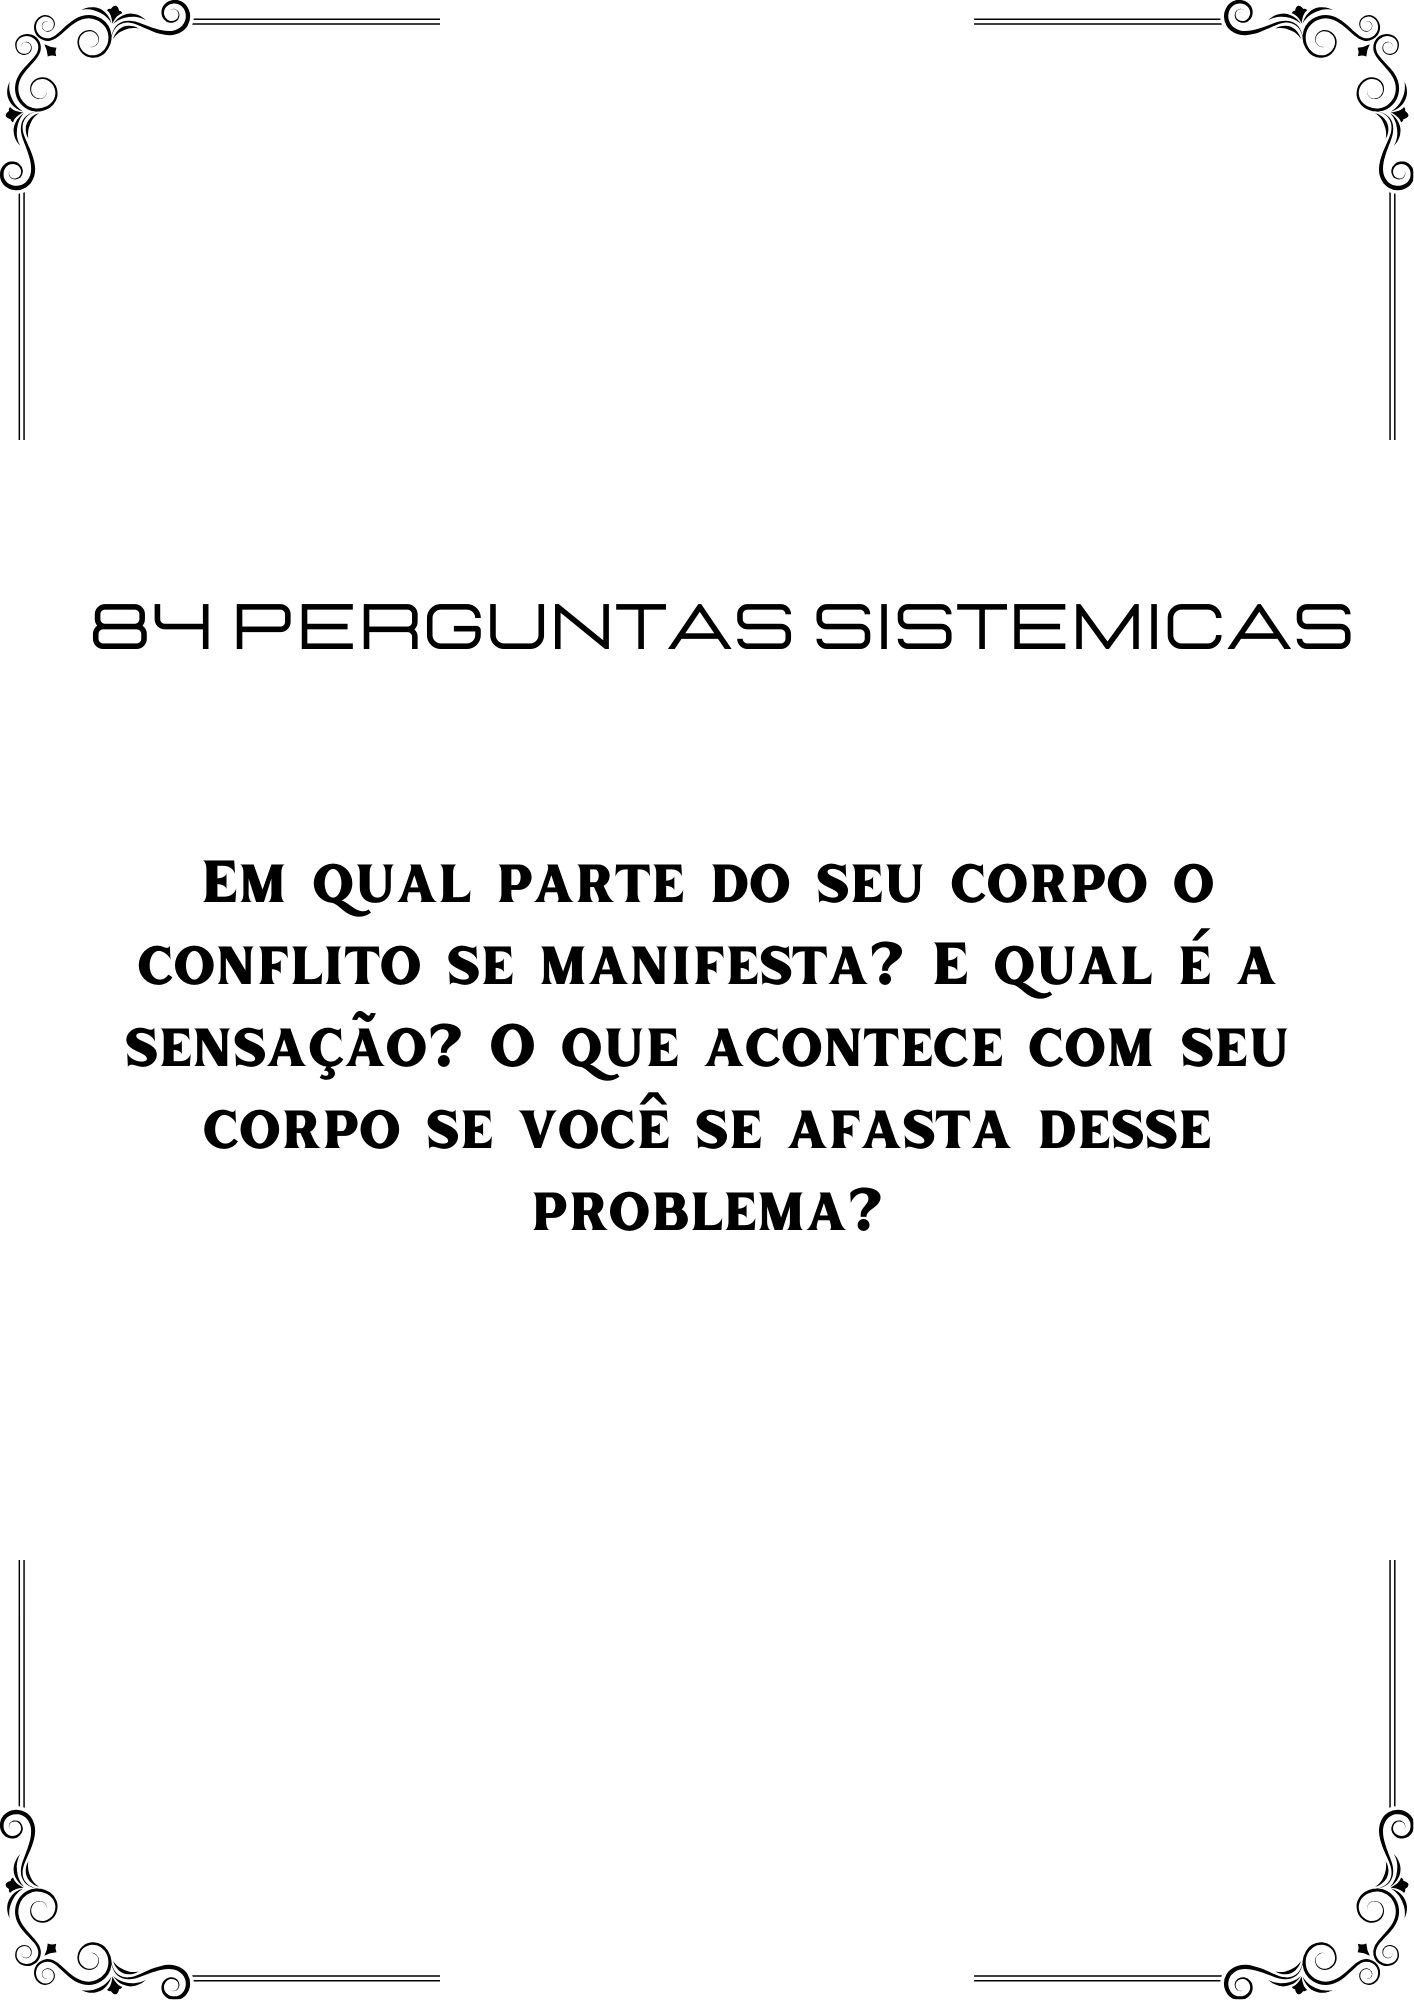 84 PERGUNTAS SISTEMICAS
Em qual parte do seu corpo o
conflito se manifesta? E qual é a
sensação? O que acontece com seu
corpo se você se afasta desse
problema?